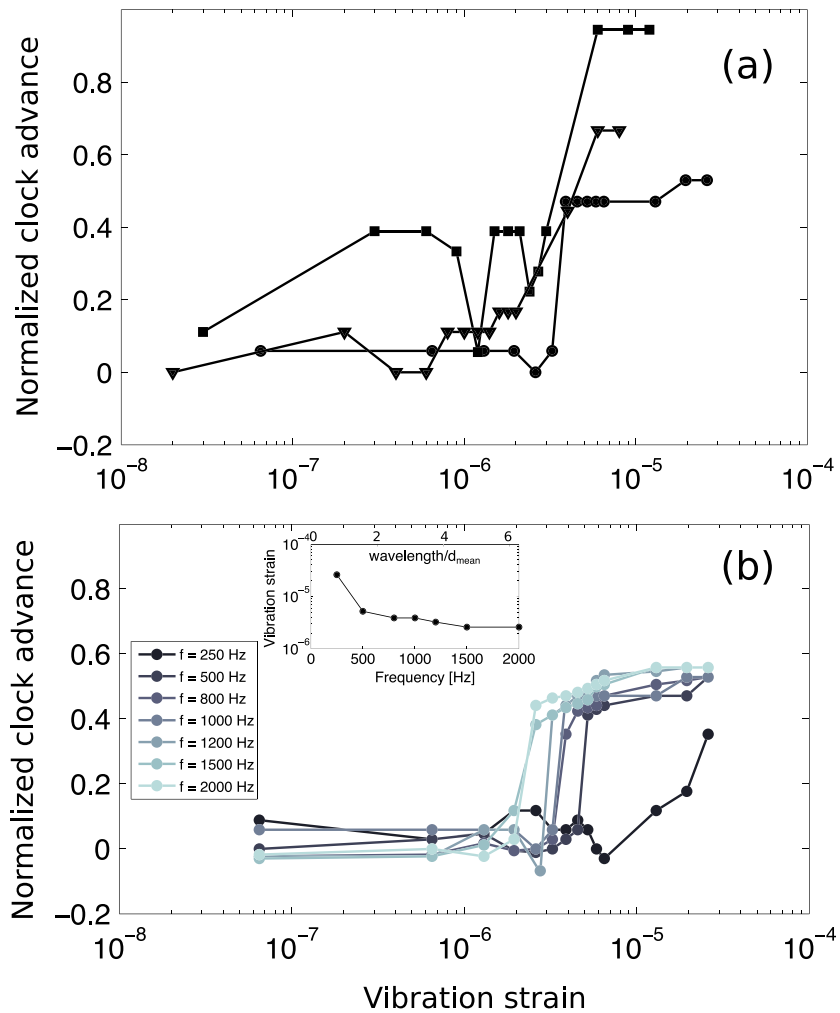 (a)
Normalized clock advance
0.8
0.6
0.4
0.2
0
−0.2
10⁻⁸ 10⁻⁷ 10⁻⁶ 10⁻⁵ 10⁻⁴
(b)
Normalized clock advance
0.8
0.6
0.4
0.2
0
−0.2
10⁻⁸ 10⁻⁷ 10⁻⁶ 10⁻⁵ 10⁻⁴
Vibration strain
f = 250 Hz
f = 500 Hz
f = 800 Hz
f = 1000 Hz
f = 1200 Hz
f = 1500 Hz
f = 2000 Hz
0 2 4 6
wavelength/dmean
Vibration strain
10⁻⁴
10⁻⁵
10⁻⁶
0 500 1000 1500 2000
Frequency [Hz]